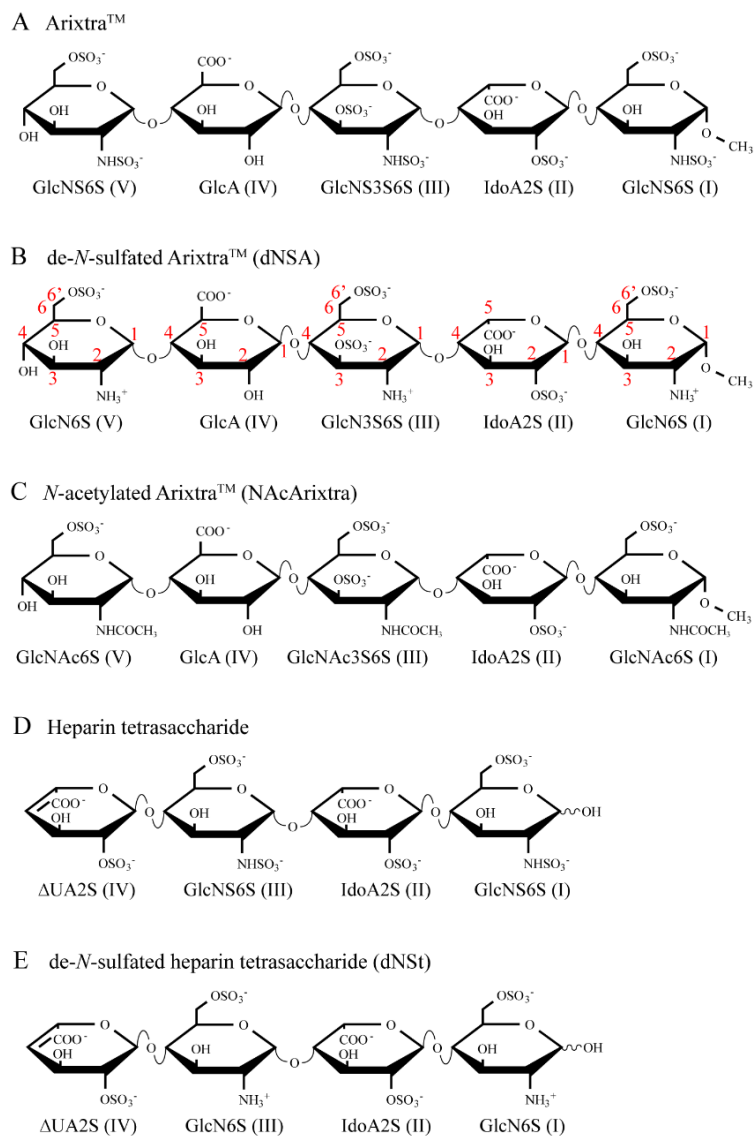 A Arixtra™
OSO₃⁻ COO⁻ OSO₃⁻ OSO₃⁻
O O O O O
OH OH OSO₃⁻ COO⁻ OH OH
OH O O O O O CH₃
NHSO₃⁻ OH NHSO₃⁻ OSO₃⁻ NHSO₃⁻
GlcNS6S (V) GlcA (IV) GlcNS3S6S (III) IdoA2S (II) GlcNS6S (I)
B de-N-sulfated Arixtra™ (dNSA)
6 6' OSO₃⁻ COO⁻ 6 6' OSO₃⁻ 5 6 6' OSO₃⁻
4 5 O 1 4 5 O 4 5 O 1 4 O 4 5 O 1
OH OH OSO₃⁻ COO⁻ OH OH
OH 3 2 O 3 2 1 O 3 2 O 3 2 1 O 3 2 O CH₃
NH₃⁺ OH NH₃⁺ OSO₃⁻ NH₃⁺
GlcN6S (V) GlcA (IV) GlcN3S6S (III) IdoA2S (II) GlcN6S (I)
C N-acetylated Arixtra™ (NAcArixtra)
OSO₃⁻ COO⁻ OSO₃⁻ OSO₃⁻
O O O O O
OH OH OSO₃⁻ COO⁻ OH OH
OH O O O O O CH₃
NHCOCH₃ OH NHCOCH₃ OSO₃⁻ NHCOCH₃
GlcNAc6S (V) GlcA (IV) GlcNAc3S6S (III) IdoA2S (II) GlcNAc6S (I)
D Heparin tetrasaccharide
OSO₃⁻ OSO₃⁻
O O O O
COO⁻ OH OH COO⁻ OH OH OH
O O O
OSO₃⁻ NHSO₃⁻ OSO₃⁻ NHSO₃⁻
ΔUA2S (IV) GlcNS6S (III) IdoA2S (II) GlcNS6S (I)
E de-N-sulfated heparin tetrasaccharide (dNSt)
OSO₃⁻ OSO₃⁻
O O O O
COO⁻ OH OH COO⁻ OH OH OH
O O O
OSO₃⁻ NH₃⁺ OSO₃⁻ NH₃⁺
ΔUA2S (IV) GlcN6S (III) IdoA2S (II) GlcN6S (I)